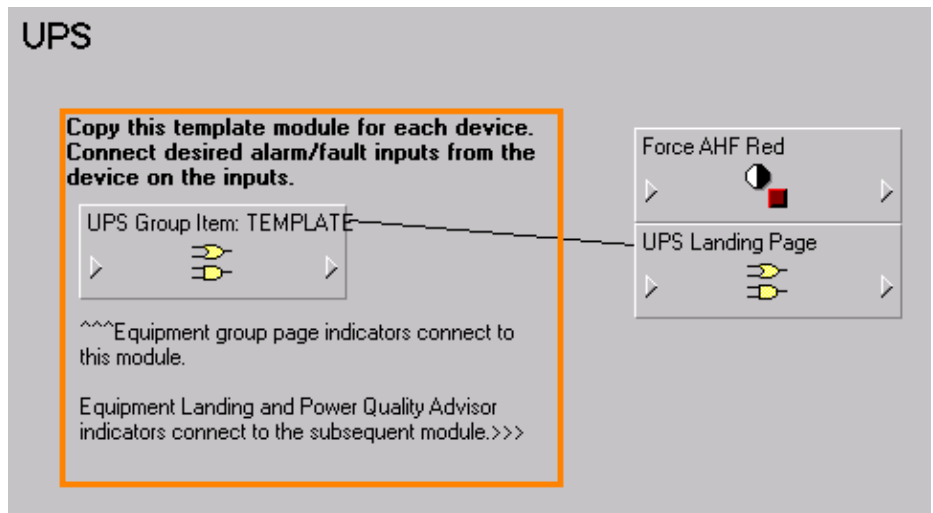 UPS
Copy this template module for each device.
Connect desired alarm/fault inputs from the
device on the inputs.
UPS Group Item: TEMPLATE
^^^Equipment group page indicators connect to
this module.
Equipment Landing and Power Quality Advisor
indicators connect to the subsequent module.>>>
Force AHF Red
UPS Landing Page